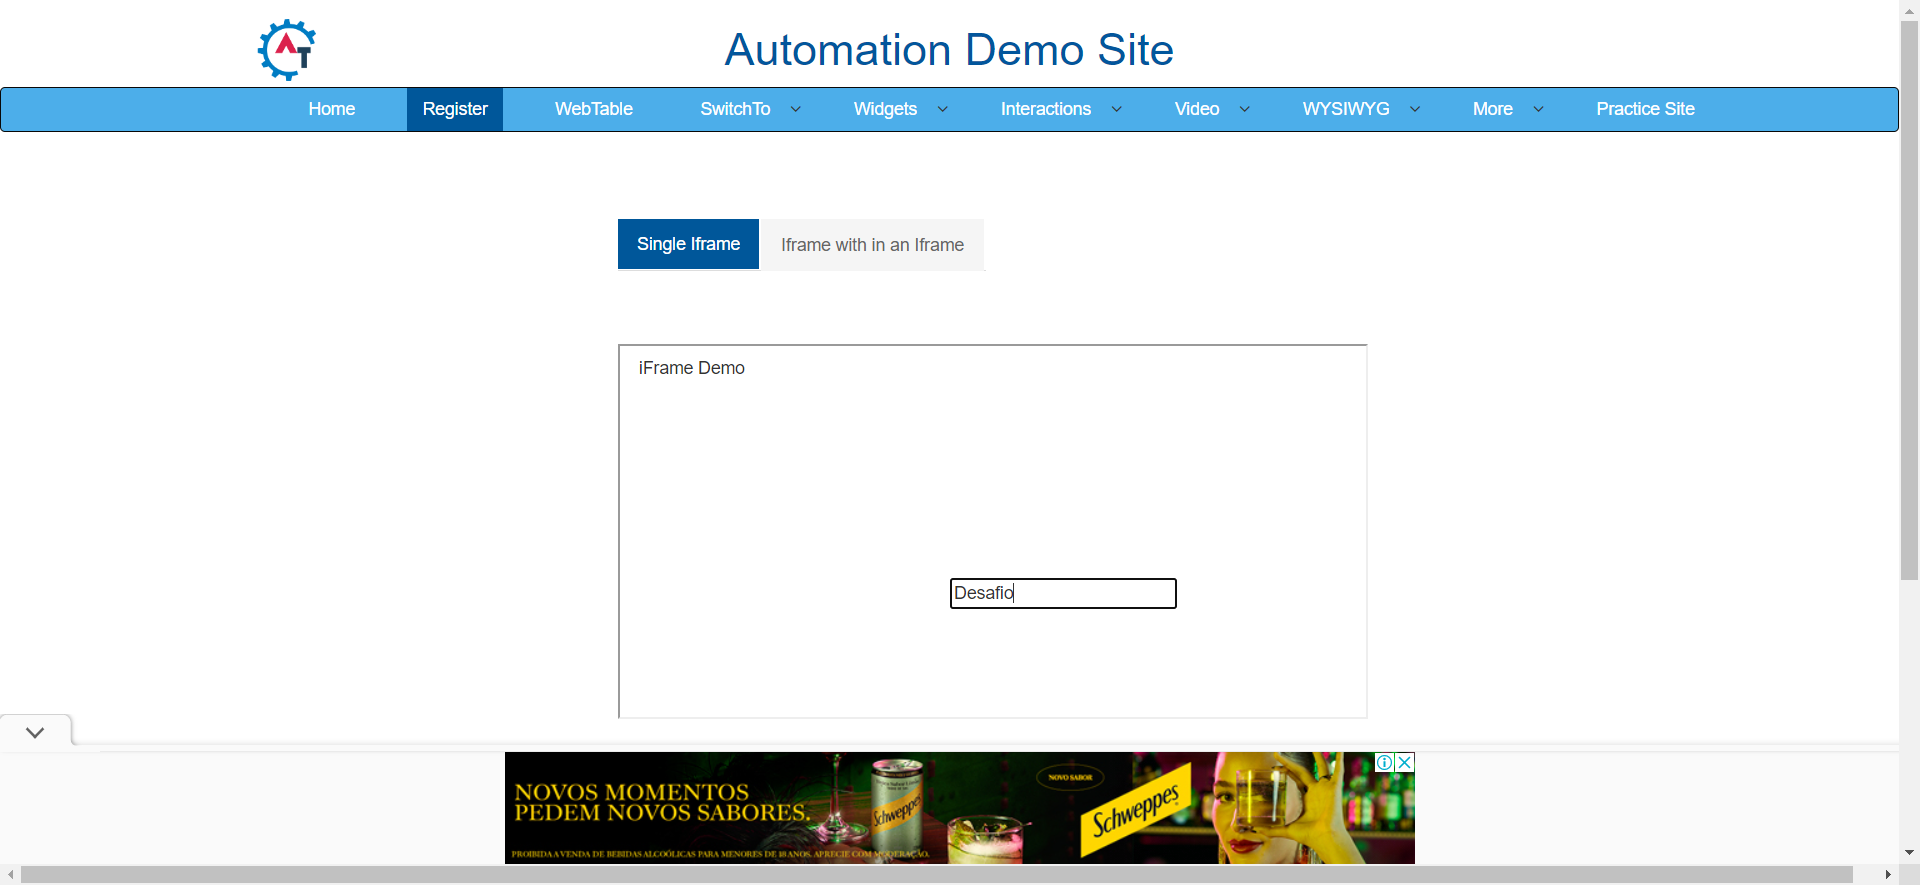 AT
Automation Demo Site
Home Register WebTable SwitchTo Widgets Interactions Video WYSIWYG More Practice Site
Single Iframe Iframe with in an Iframe
iFrame Demo
Desafio
NOVOS MOMENTOS
PEDEM NOVOS SABORES.
Schweppes
NOVO SABOR
Schweppes
PROIBIDA A VENDA DE BEBIDAS ALCOÓLICAS PARA MENORES DE 18 ANOS. APRECIE COM MODERAÇÃO.